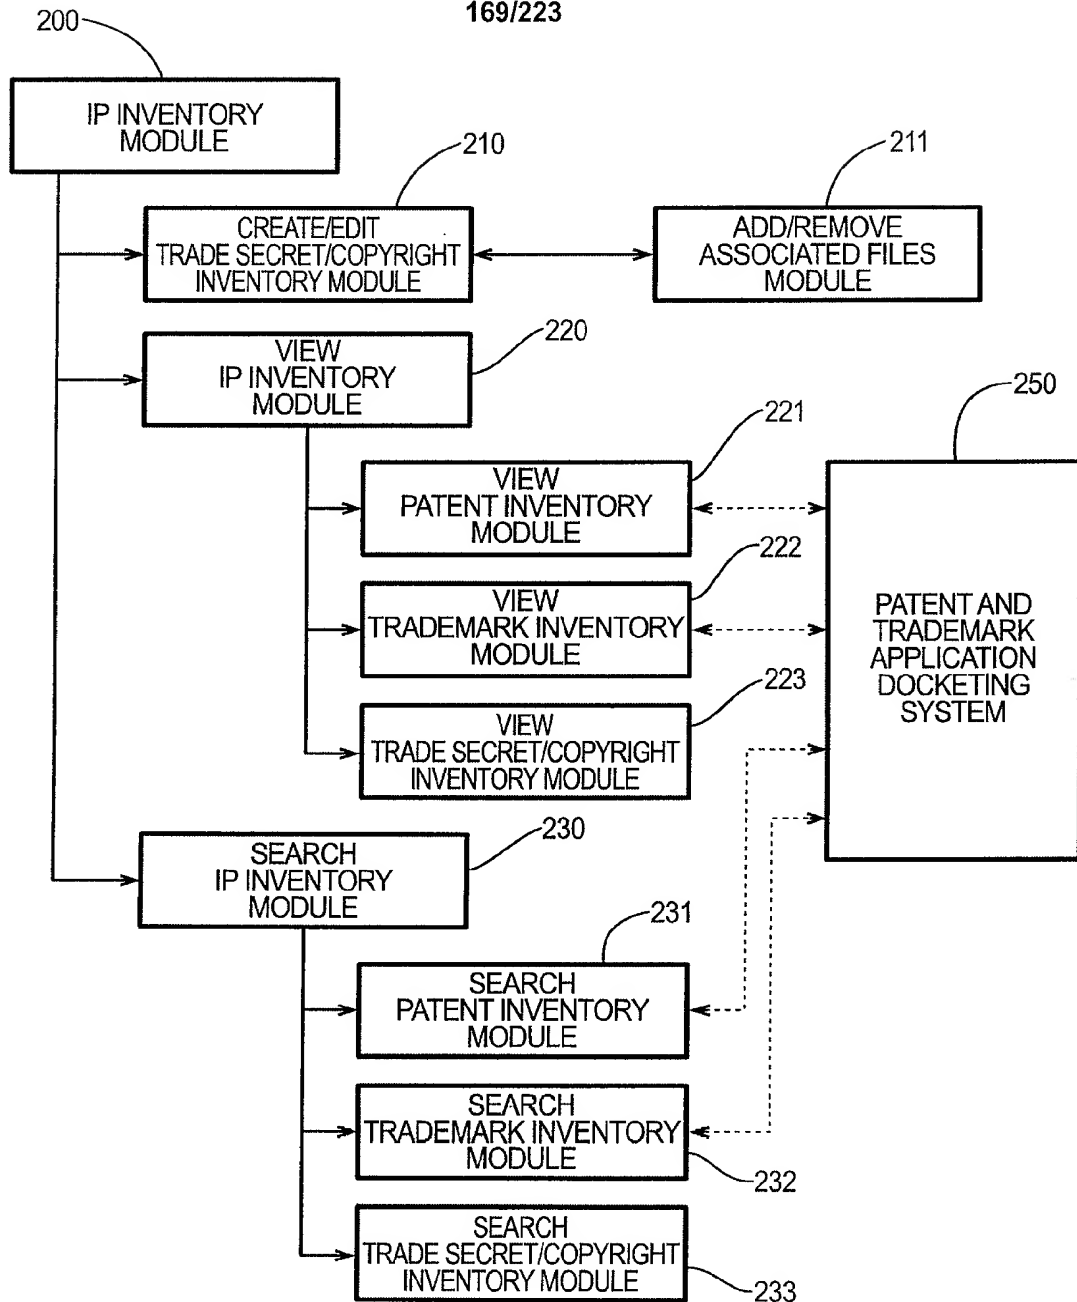 169/223
200
IP INVENTORY
MODULE
210
CREATE/EDIT
TRADE SECRET/COPYRIGHT
INVENTORY MODULE
211
ADD/REMOVE
ASSOCIATED FILES
MODULE
220
VIEW
IP INVENTORY
MODULE
250
PATENT AND
TRADEMARK
APPLICATION
DOCKETING
SYSTEM
221
VIEW
PATENT INVENTORY
MODULE
222
VIEW
TRADEMARK INVENTORY
MODULE
223
VIEW
TRADE SECRET/COPYRIGHT
INVENTORY MODULE
230
SEARCH
IP INVENTORY
MODULE
231
SEARCH
PATENT INVENTORY
MODULE
SEARCH
TRADEMARK INVENTORY
MODULE
232
SEARCH
TRADE SECRET/COPYRIGHT
INVENTORY MODULE
233